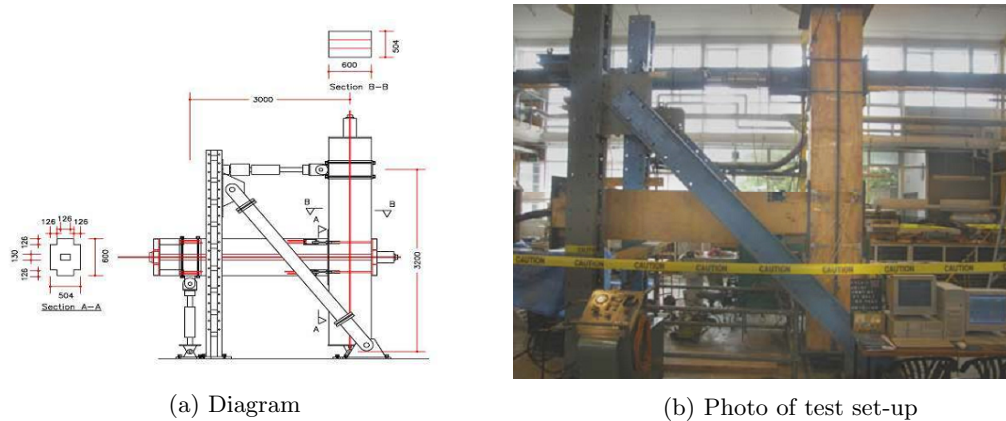 504
600
Section B-B
3000
B
A
B
126
126 126
126
130
126
600
504
Section A-A
A
3200
CAUTION CAUTION CAUTION CAUTION CAUTION CAUTION
(a) Diagram
(b) Photo of test set-up